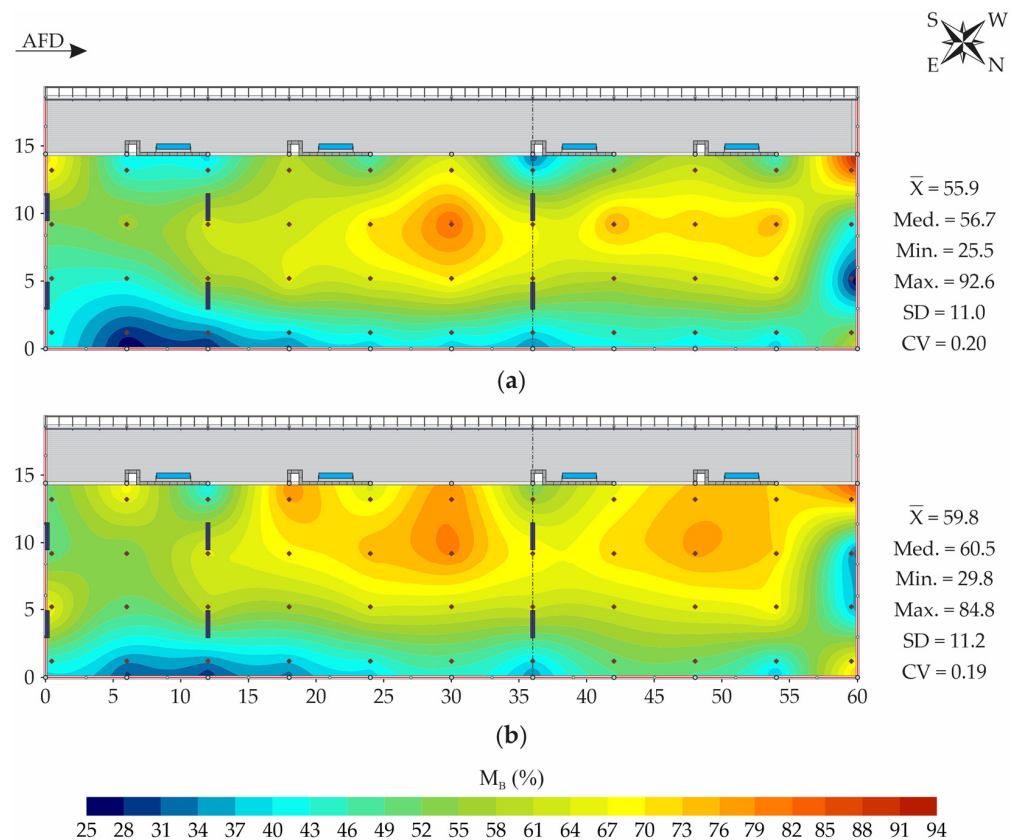 AFD
S W
E N
15
10
5
0
X̄ = 55.9
Med. = 56.7
Min. = 25.5
Max. = 92.6
SD = 11.0
CV = 0.20
(a)
15
10
5
0
0 5 10 15 20 25 30 35 40 45 50 55 60
X̄ = 59.8
Med. = 60.5
Min. = 29.8
Max. = 84.8
SD = 11.2
CV = 0.19
(b)
M_B (%)
25 28 31 34 37 40 43 46 49 52 55 58 61 64 67 70 73 76 79 82 85 88 91 94